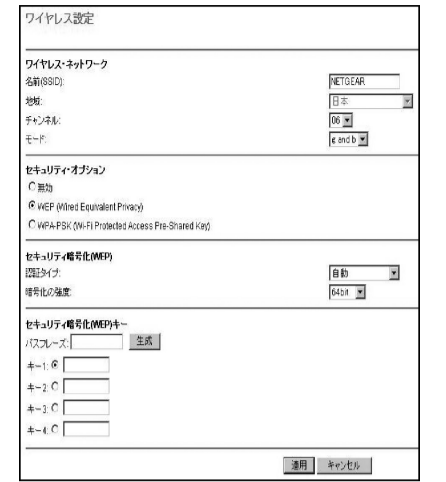 ワイヤレス設定
ワイヤレス・ネットワーク
名前(SSID): NETGEAR
地域: 日本
チャンネル: 06
モード: g and b
セキュリティ・オプション
無効
WEP (Wired Equivalent Privacy)
WPA-PSK (Wi-Fi Protected Access Pre-Shared Key)
セキュリティ暗号化(WEP)
認証タイプ: 自動
暗号化の強度: 64bit
セキュリティ暗号化(WEP)キー
パスフレーズ: 生成
キー1:
キー2:
キー3:
キー4:
適用 キャンセル